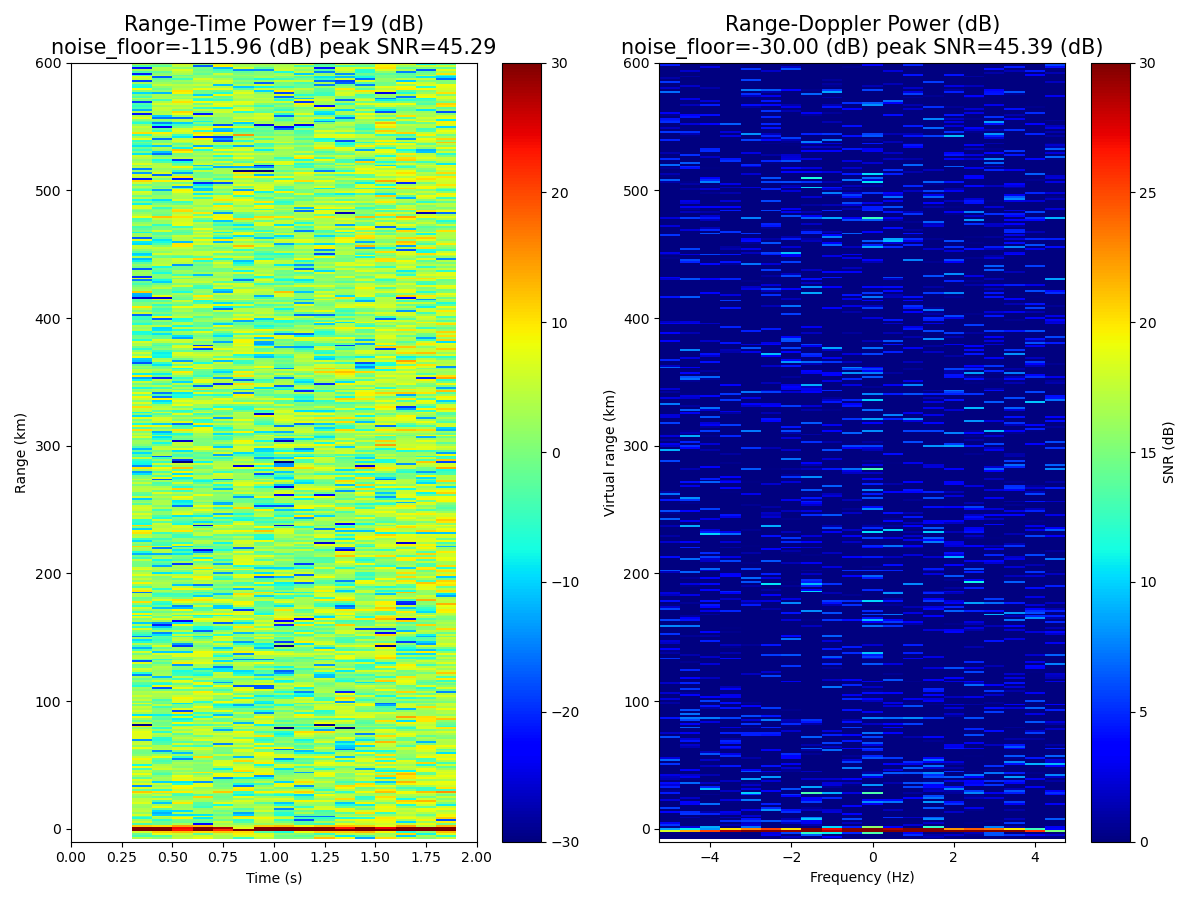 Range-Time Power f=19 (dB)
noise_floor=-115.96 (dB) peak SNR=45.29
Range (km)
600
500
400
300
200
100
0
0.00 0.25 0.50 0.75 1.00 1.25 1.50 1.75 2.00
Time (s)
30
20
10
0
−10
−20
−30
Range-Doppler Power (dB)
noise_floor=-30.00 (dB) peak SNR=45.39 (dB)
Virtual range (km)
600
500
400
300
200
100
0
−4 −2 0 2 4
Frequency (Hz)
30
25
20
15
10
5
0
SNR (dB)